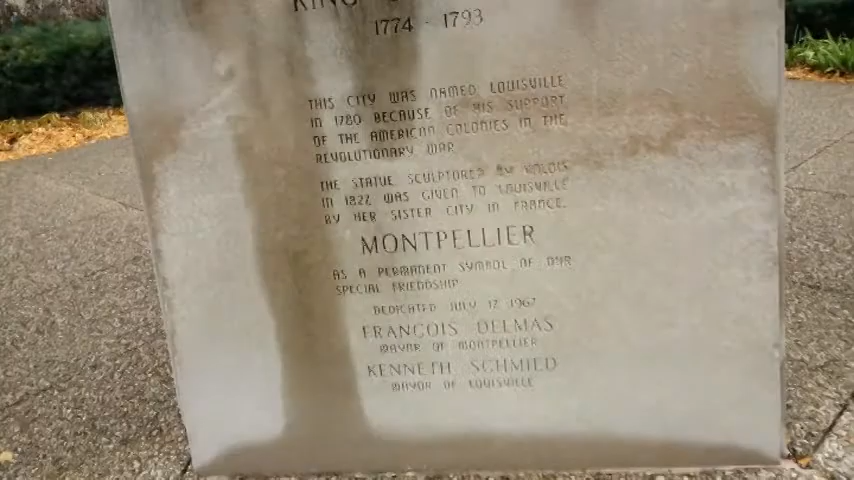 KING
1774 - 1793
THIS CITY WAS NAMED LOUISVILLE
IN 1780 BECAUSE OF HIS SUPPORT
OF THE AMERICAN COLONIES IN THE
REVOLUTIONARY WAR
THE STATUE SCULPTORED BY VALOIS
IN 1822 WAS GIVEN TO LOUISVILLE
BY HER SISTER CITY IN FRANCE.
MONTPELLIER
AS A PERMANENT SYMBOL OF OUR
SPECIAL FRIENDSHIP
DEDICATED JULY 17 1967
FRANCOIS DELMAS
MAYOR OF MONTPELLIER
KENNETH SCHMIED
MAYOR OF LOUISVILLE